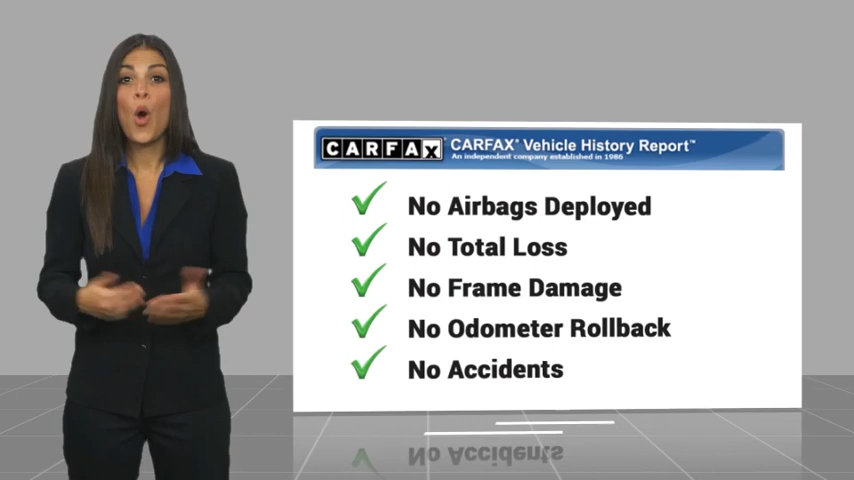 CARFAX
CARFAX® Vehicle History Report™
An independent company established in 1986
No Airbags Deployed
No Total Loss
No Frame Damage
No Odometer Rollback
No Accidents
No Accidents